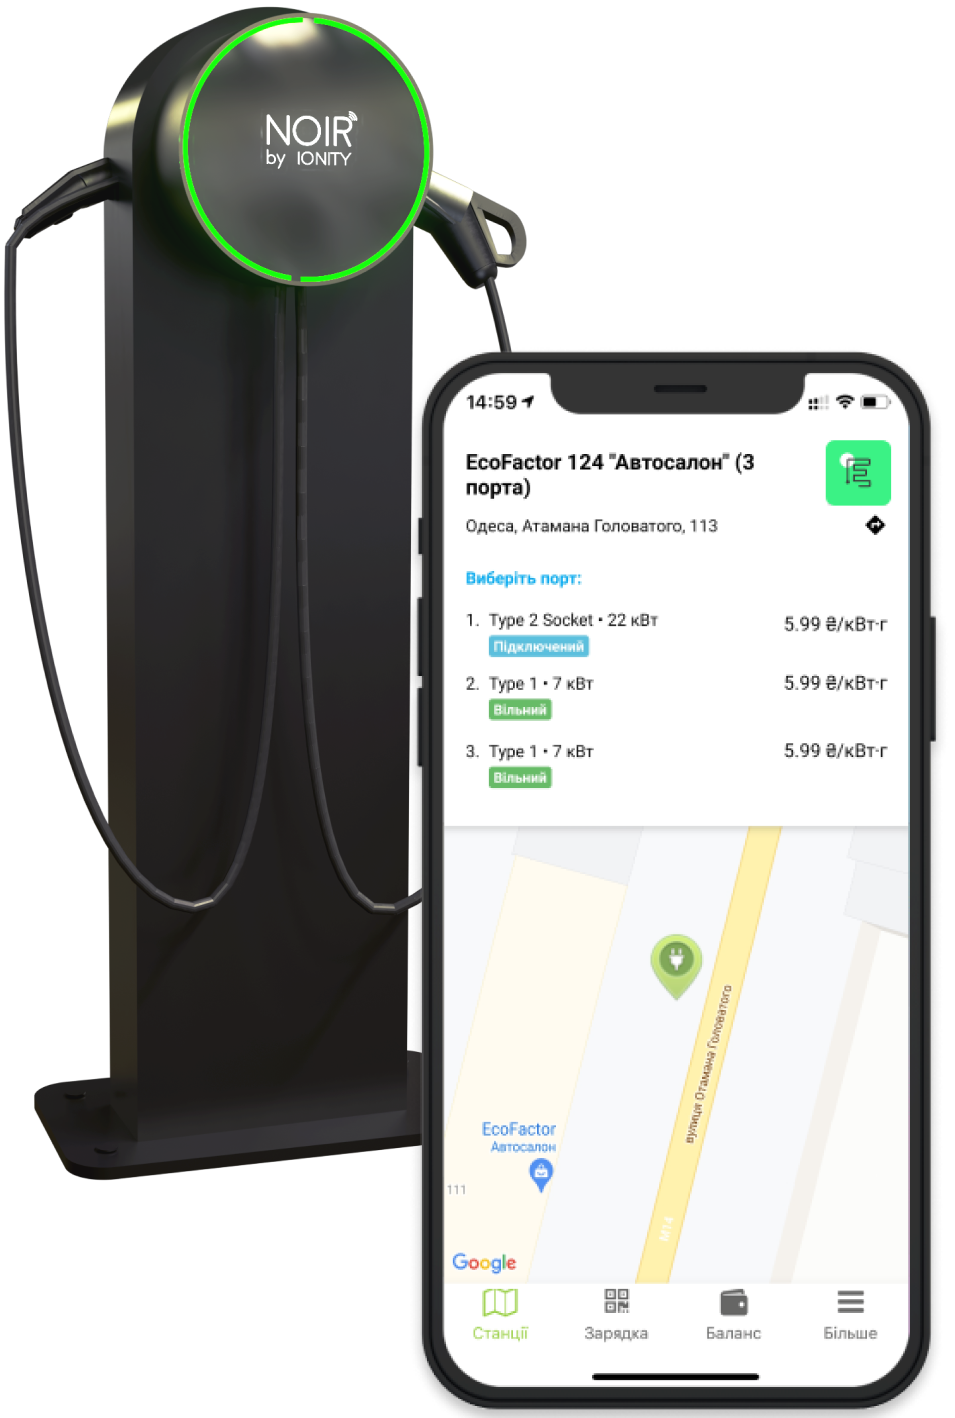 NOIR
by IONITY
14:59
EcoFactor 124 "Автосалон" (3
порта)
Одеса, Атамана Головатого, 113
Виберіть порт:
1. Type 2 Socket • 22 кВт 5.99 ₴/кВт·г
Підключений
2. Type 1 • 7 кВт 5.99 ₴/кВт·г
Вільний
3. Type 1 • 7 кВт 5.99 ₴/кВт·г
Вільний
вулиця Отамана Головатого
EcoFactor
Автосалон
111
M14
Google
Станції
Зарядка
Баланс
Більше